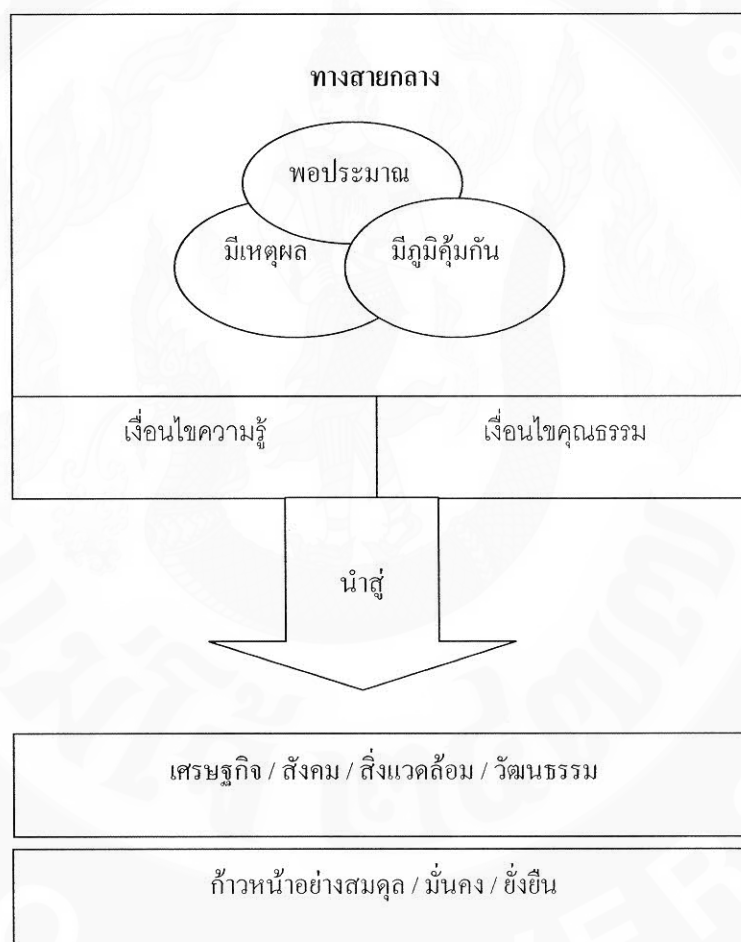 ทางสายกลาง
พอประมาณ
มีเหตุผล มีภูมิคุ้มกัน
เงื่อนไขความรู้ เงื่อนไขคุณธรรม
นำสู่
เศรษฐกิจ / สังคม / สิ่งแวดล้อม / วัฒนธรรม
ก้าวหน้าอย่างสมดุล / มั่นคง / ยั่งยืน